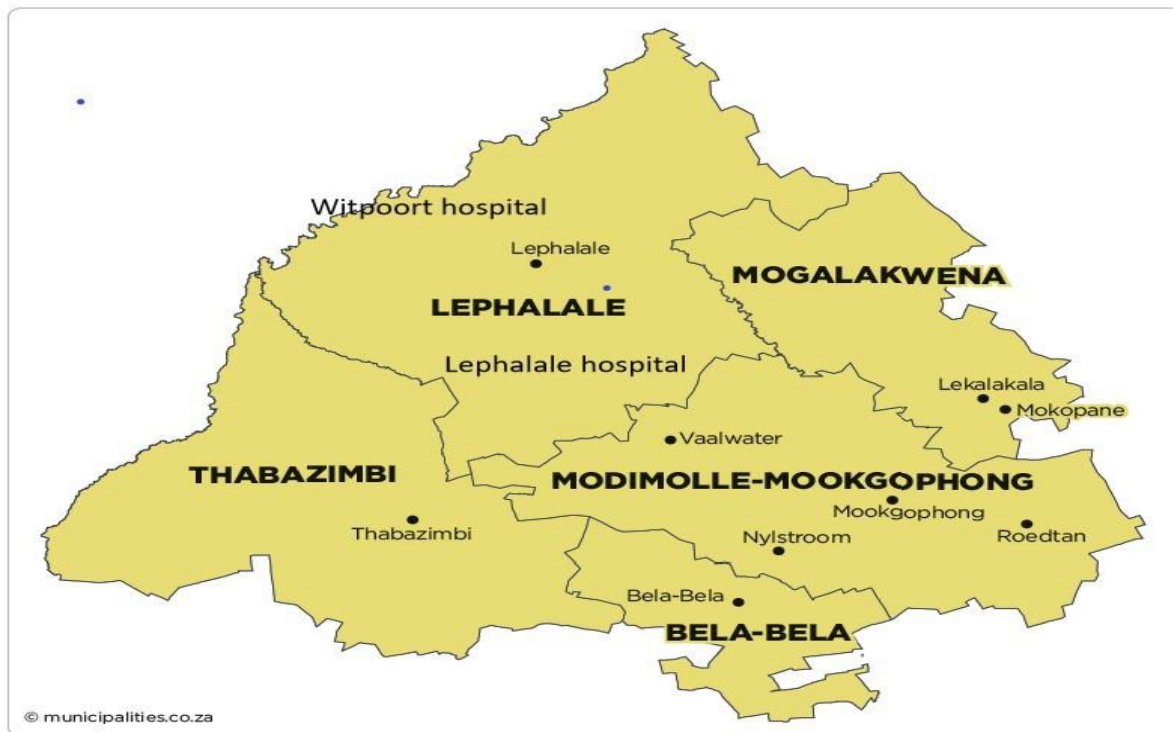 Witpoort hospital
Lephalale
MOGALAKWENA
LEPHALALE
Lephalale hospital
Lekalakala
Mokopane
Vaalwater
THABAZIMBI
MODIMOLLE-MOOKGOPHONG
Mookgophong
Thabazimbi
Nylstroom
Roedtan
Bela-Bela
BELA-BELA
© municipalities.co.za